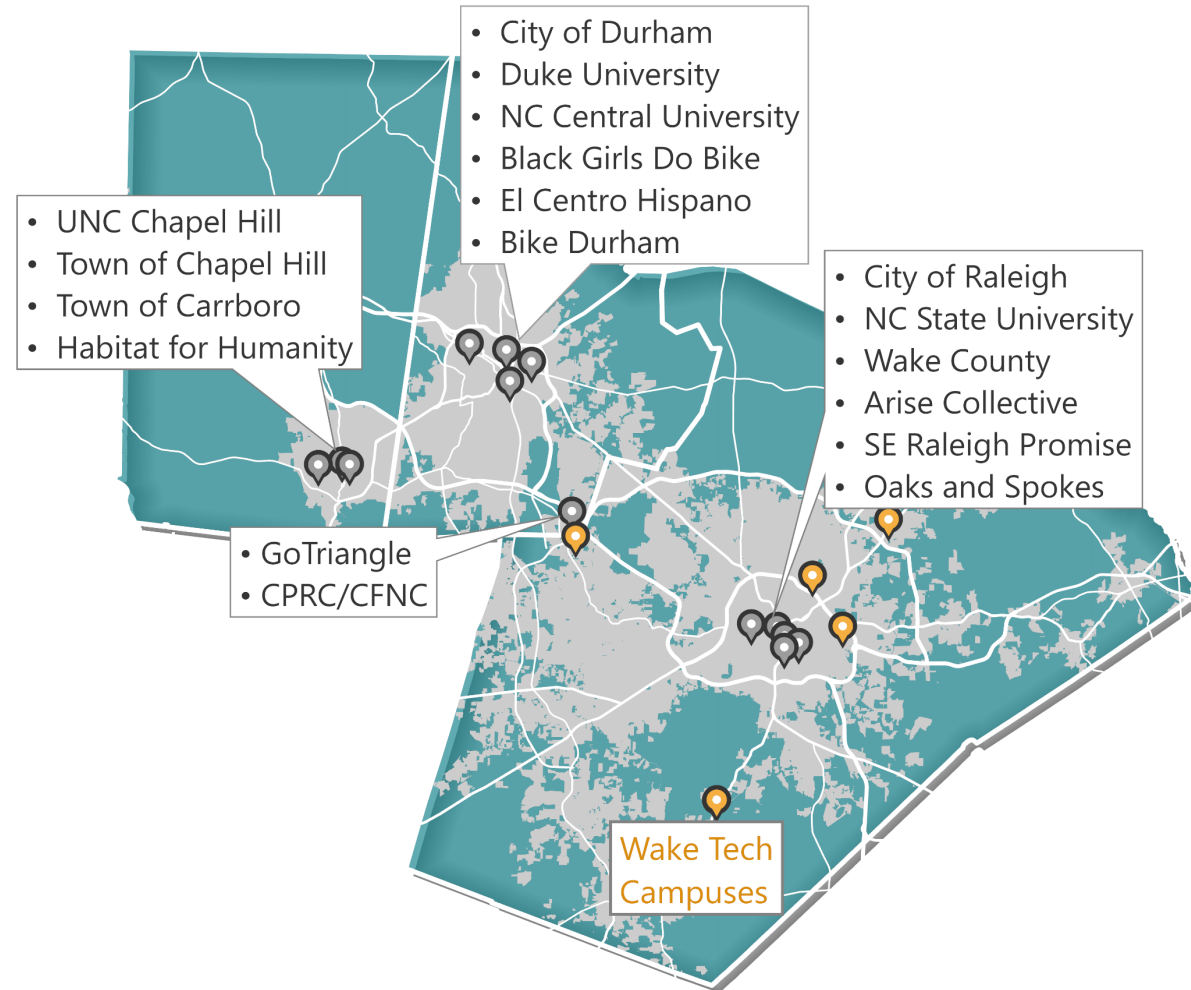 • City of Durham
• Duke University
• NC Central University
• Black Girls Do Bike
• El Centro Hispano
• Bike Durham
• UNC Chapel Hill
• Town of Chapel Hill
• Town of Carrboro
• Habitat for Humanity
• City of Raleigh
• NC State University
• Wake County
• Arise Collective
• SE Raleigh Promise
• Oaks and Spokes
• GoTriangle
• CPRC/CFNC
Wake Tech
Campuses